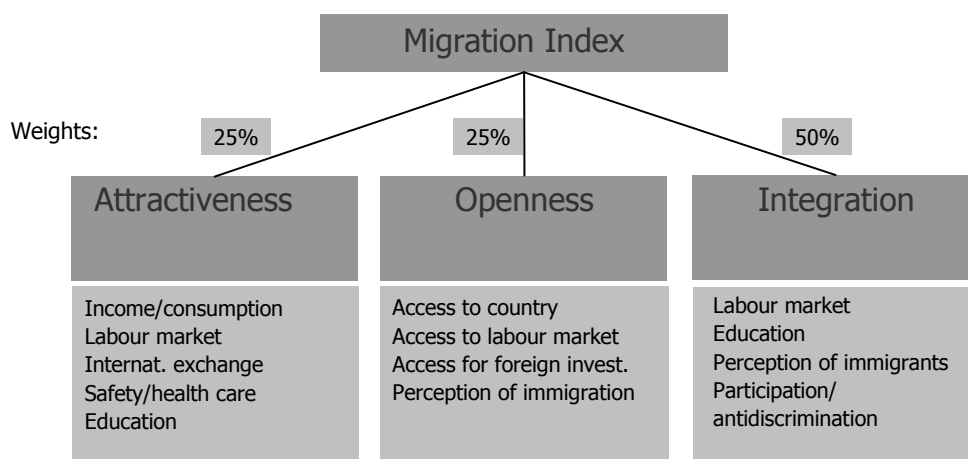 Migration Index
Weights:
25%
25%
50%
Attractiveness
Openness
Integration
Income/consumption
Labour market
Internat. exchange
Safety/health care
Education
Access to country
Access to labour market
Access for foreign invest.
Perception of immigration
Labour market
Education
Perception of immigrants
Participation/
antidiscrimination